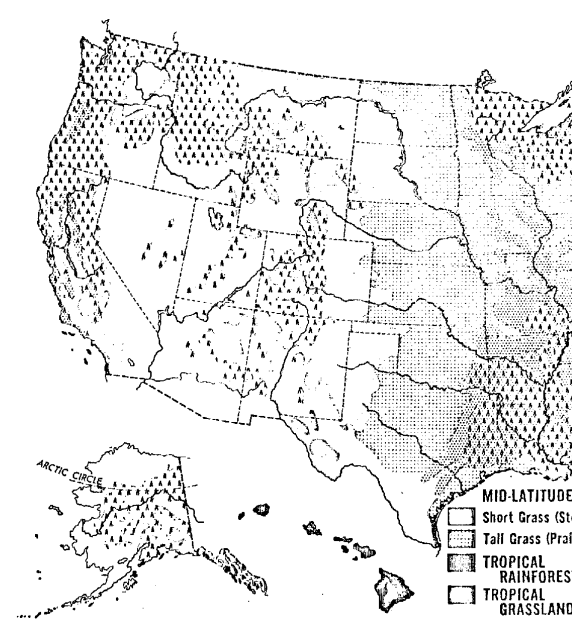 ARCTIC CIRCLE
MID-LATITUDE
Short Grass (St
Tall Grass (Prai
TROPICAL
RAINFORES
TROPICAL
GRASSLAND